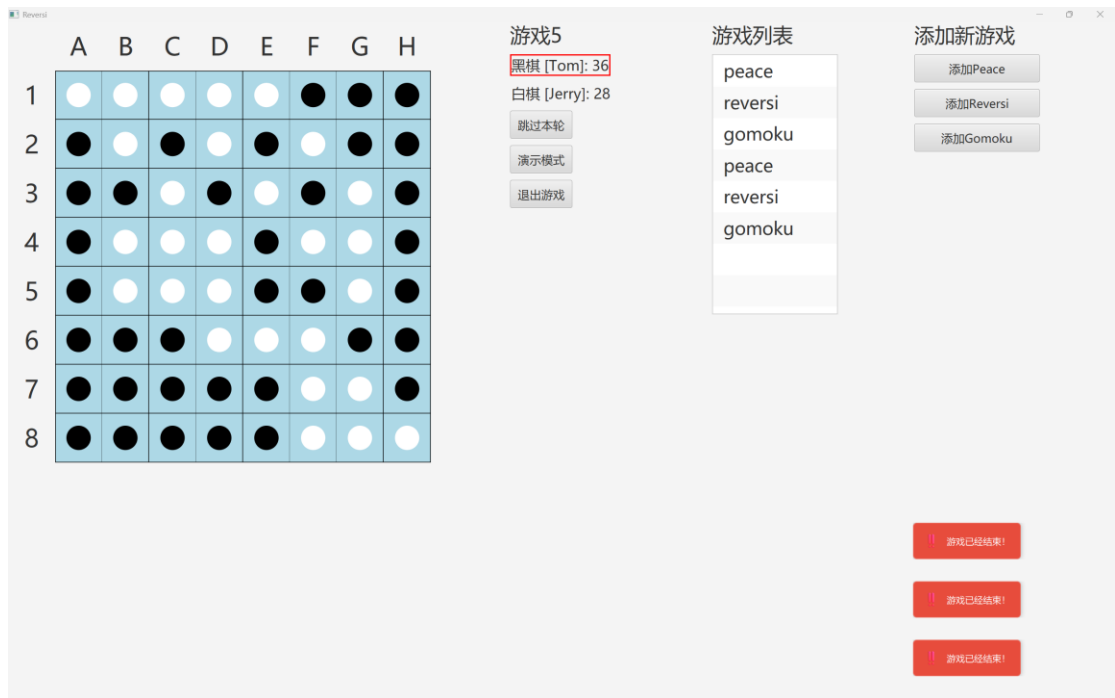 Reversi
A B C D E F G H
1
2
3
4
5
6
7
8
游戏5
黑棋 [Tom]: 36
白棋 [Jerry]: 28
跳过本轮
演示模式
退出游戏
游戏列表
peace
reversi
gomoku
peace
reversi
gomoku
添加新游戏
添加Peace
添加Reversi
添加Gomoku
游戏已经结束!
游戏已经结束!
游戏已经结束!